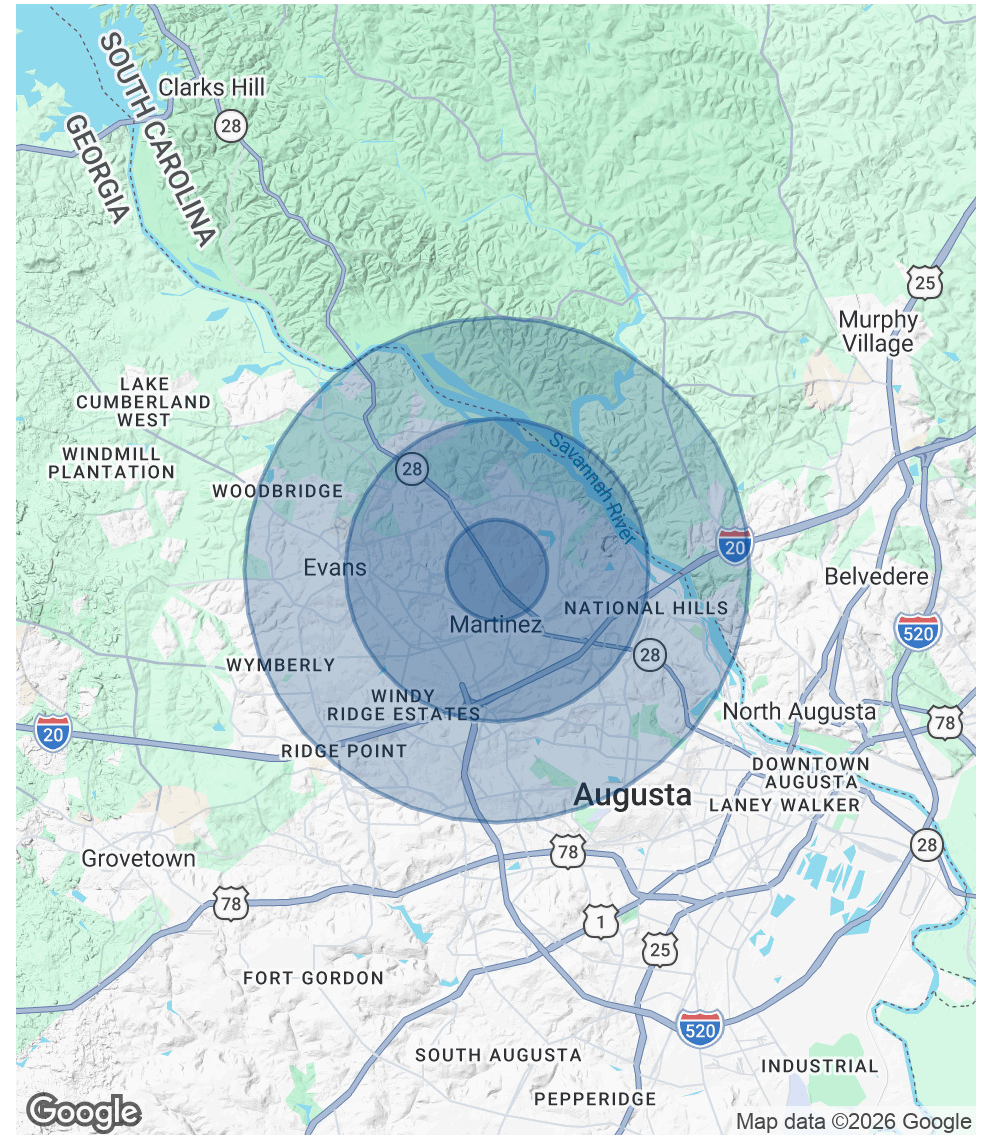 SOUTH CAROLINA
GEORGIA
Clarks Hill
28
25
Murphy
Village
LAKE
CUMBERLAND
WEST
WINDMILL
PLANTATION
WOODBRIDGE
28
Savannah River
20
Evans
Belvedere
NATIONAL HILLS
Martinez
520
28
WYMBERLY
WINDY
RIDGE ESTATES
North Augusta
78
20
RIDGE POINT
DOWNTOWN
AUGUSTA
Augusta
LANEY WALKER
28
78
Grovetown
78
1
25
FORT GORDON
520
SOUTH AUGUSTA
INDUSTRIAL
PEPPERIDGE
Google
Map data ©2026 Google